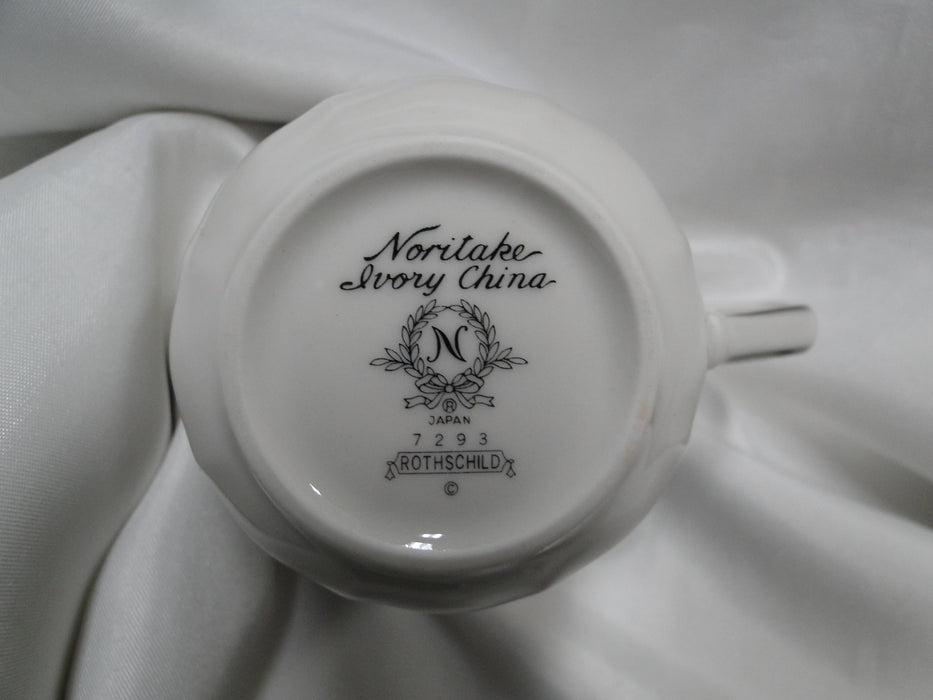 Noritake
Ivory China
N
®
JAPAN
7293
ROTHSCHILD
©